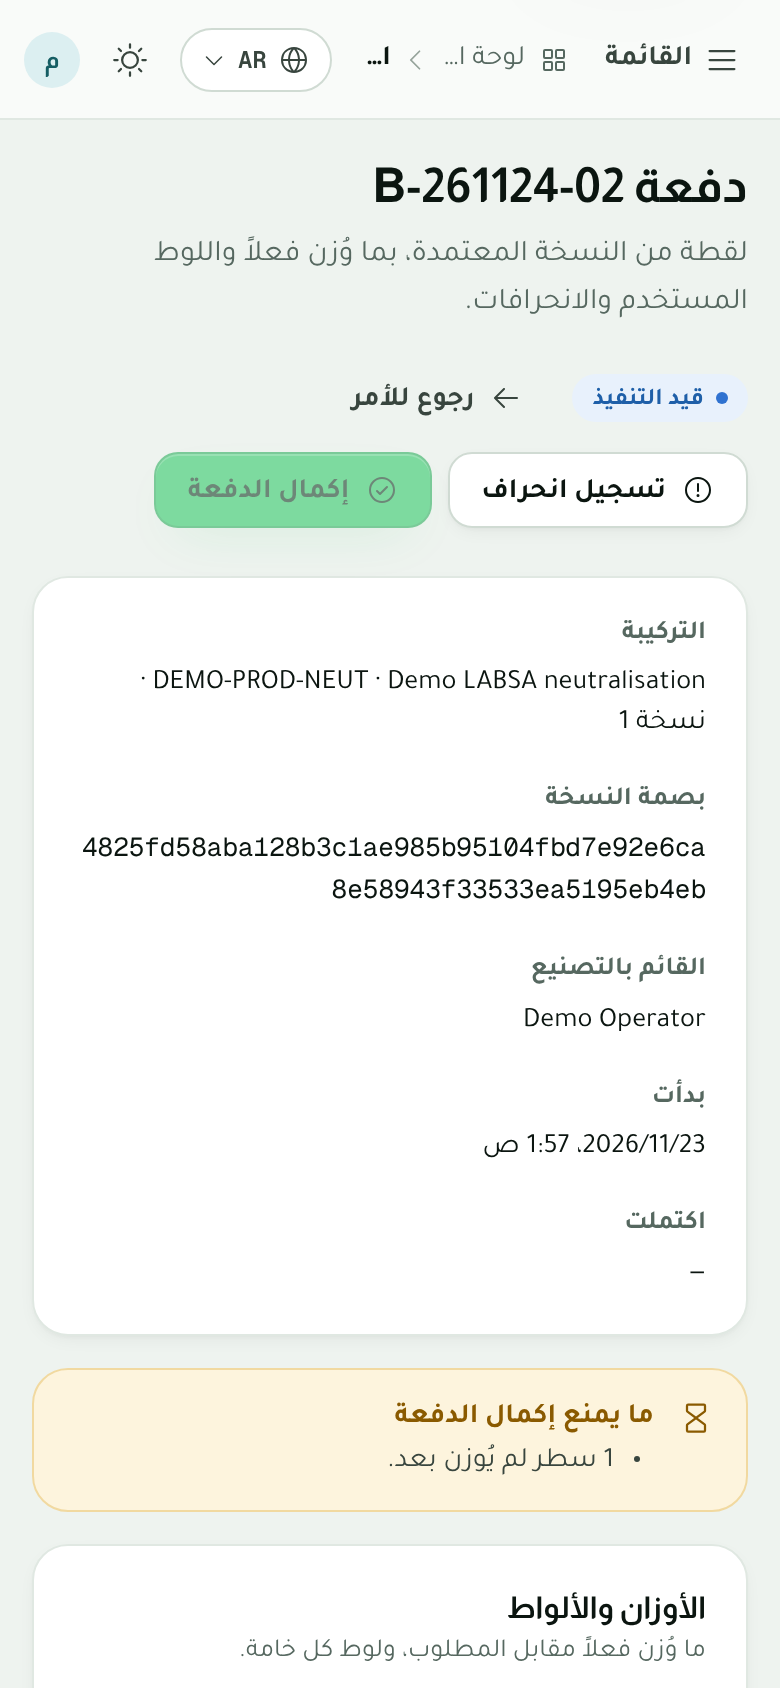 القائمة
لوحة ا...
ا...
AR
م
دفعة B-261124-02
لقطة من النسخة المعتمدة، بما وُزن فعلاً واللوط
المستخدم والانحرافات.
قيد التنفيذ
رجوع للأمر
تسجيل انحراف
إكمال الدفعة
التركيبة
DEMO-PROD-NEUT · Demo LABSA neutralisation ·
نسخة 1
بصمة النسخة
4825fd58aba128b3c1ae985b95104fbd7e92e6ca
8e58943f33533ea5195eb4eb
القائم بالتصنيع
Demo Operator
بدأت
2026/11/23، 1:57 ص
اكتملت
—
ما يمنع إكمال الدفعة
• 1 سطر لم يُوزن بعد.
الأوزان والألواط
ما وُزن فعلاً مقابل المطلوب، ولوط كل خامة.